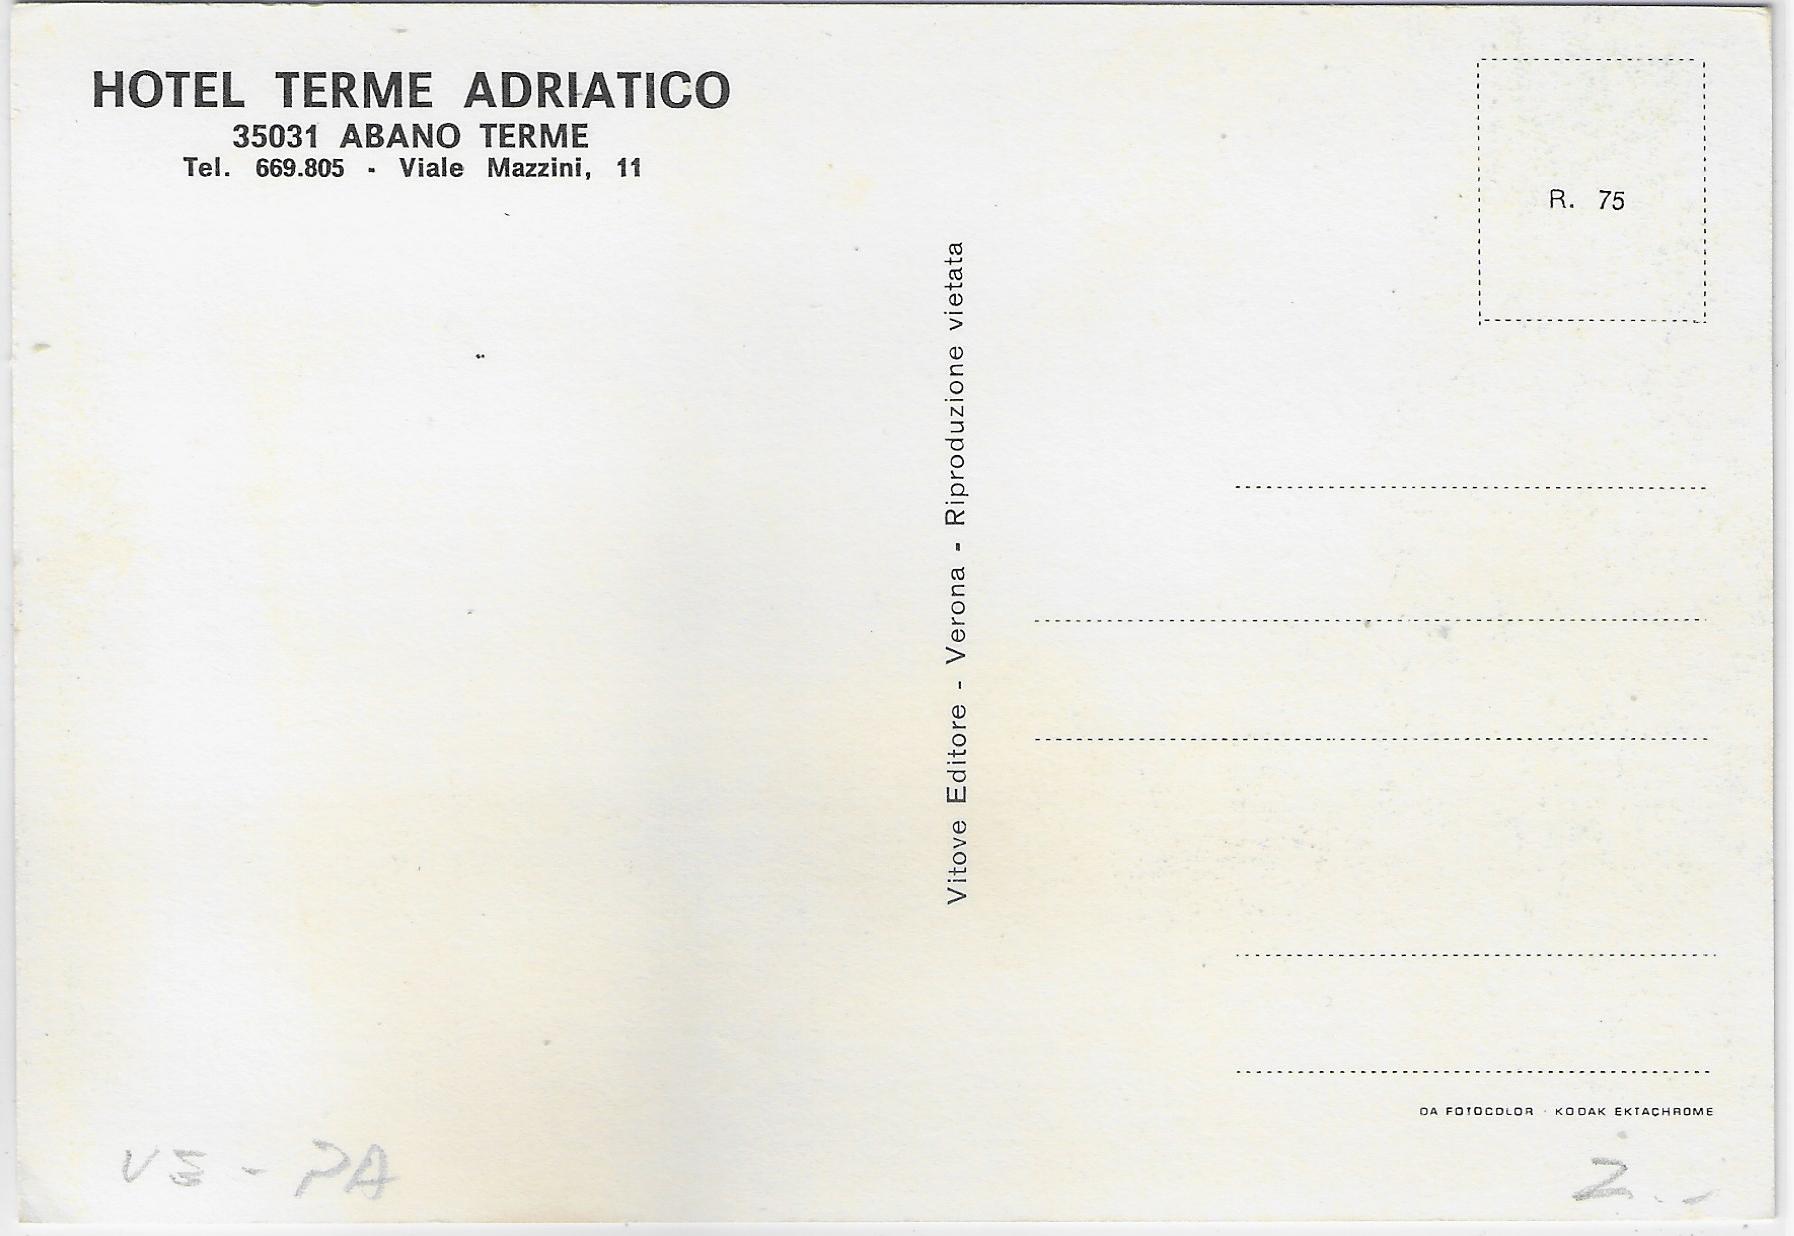 HOTEL TERME ADRIATICO
35031 ABANO TERME
Tel. 669.805 - Viale Mazzini, 11
R. 75
Vitove Editore - Verona - Riproduzione vietata
DA FOTOCOLOR · KODAK EKTACHROME
VE - PA
2.-